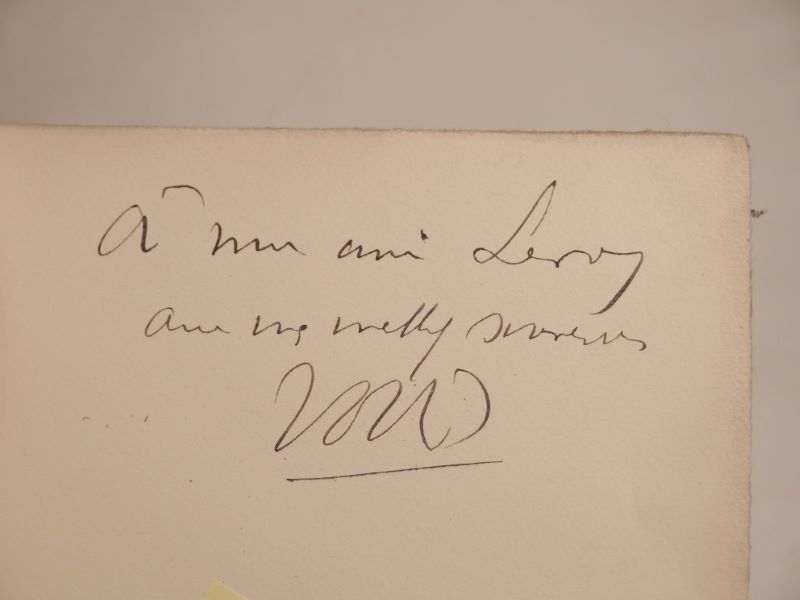 A mon ami Leroy
avec mes meilleurs souvenirs